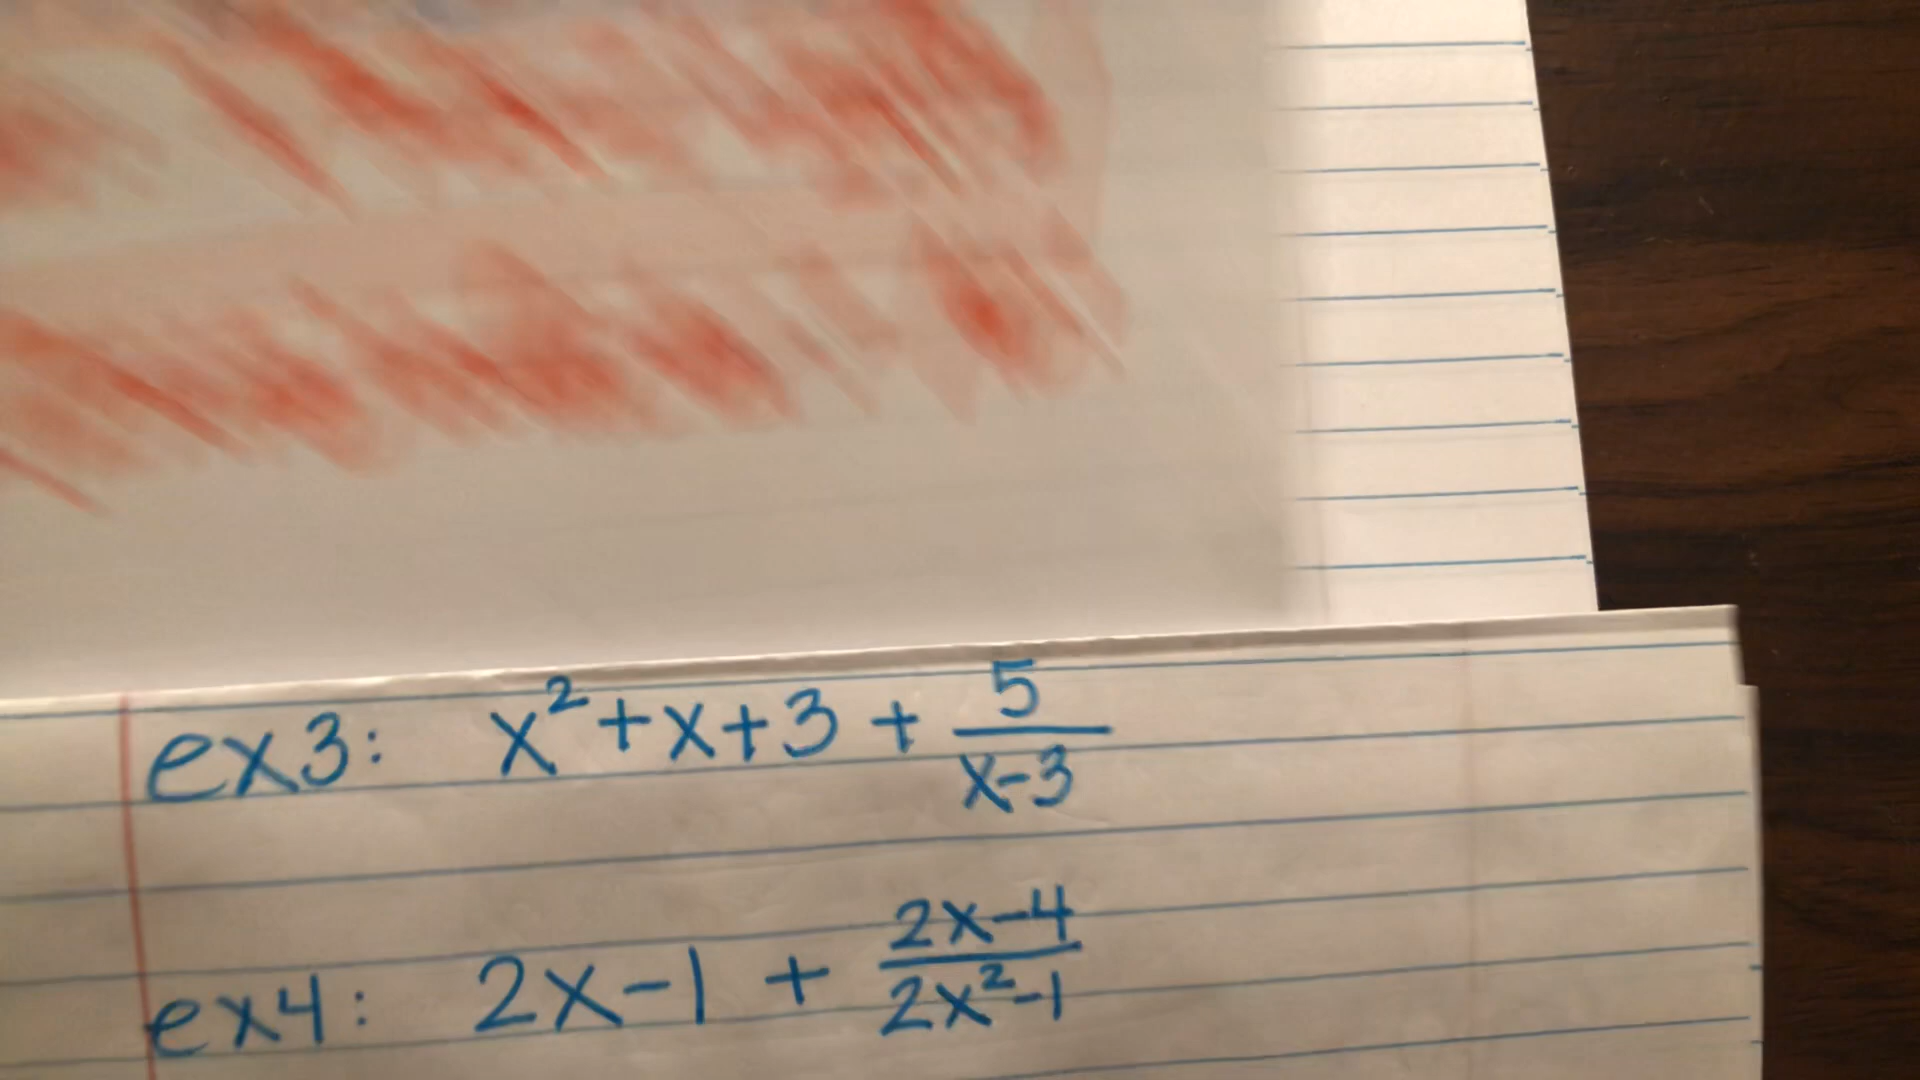 ex3: x²+x+3 + 5/(x-3)
ex4: 2x-1 + (2x-4)/(2x²-1)